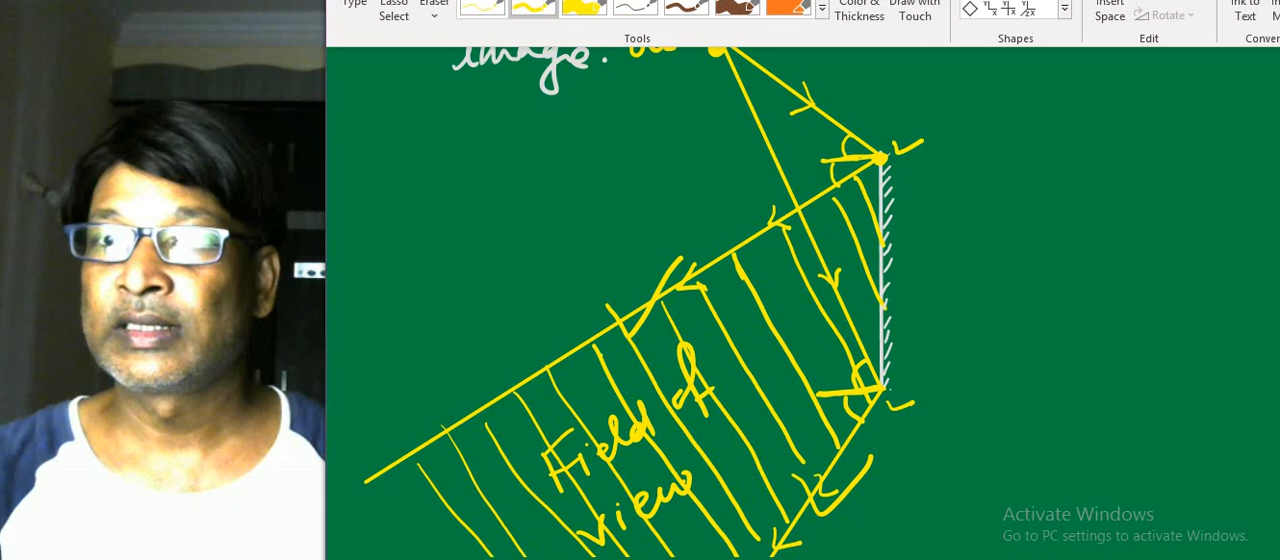 Type
Lasso
Select
Eraser
Color &
Thickness
Draw with
Touch
Insert
Space
Rotate
Ink to
Text
Tools
Shapes
Edit
image.
Field of
view
Activate Windows
Go to PC settings to activate Windows.